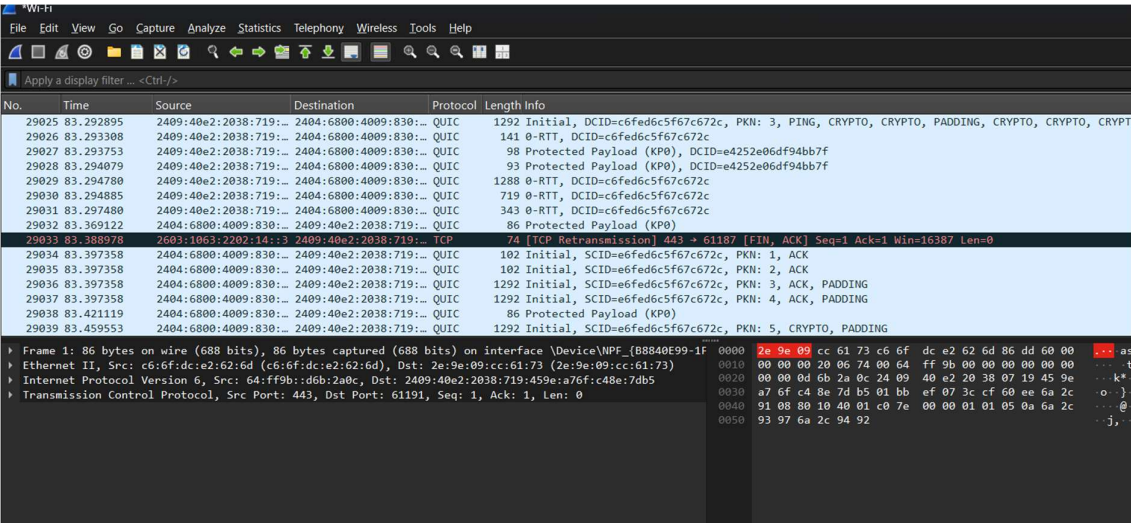 *Wi-Fi
File Edit View Go Capture Analyze Statistics Telephony Wireless Tools Help
Apply a display filter ... <Ctrl-/>
No. Time Source Destination Protocol Length Info
29025 83.292895 2409:40e2:2038:719:… 2404:6800:4009:830:… QUIC 1292 Initial, DCID=c6fed6c5f67c672c, PKN: 3, PING, CRYPTO, CRYPTO, PADDING, CRYPTO, CRYPTO, CRYPT
29026 83.293308 2409:40e2:2038:719:… 2404:6800:4009:830:… QUIC 141 0-RTT, DCID=c6fed6c5f67c672c
29027 83.293753 2409:40e2:2038:719:… 2404:6800:4009:830:… QUIC 98 Protected Payload (KP0), DCID=e4252e06df94bb7f
29028 83.294079 2409:40e2:2038:719:… 2404:6800:4009:830:… QUIC 93 Protected Payload (KP0), DCID=e4252e06df94bb7f
29029 83.294780 2409:40e2:2038:719:… 2404:6800:4009:830:… QUIC 1288 0-RTT, DCID=c6fed6c5f67c672c
29030 83.294885 2409:40e2:2038:719:… 2404:6800:4009:830:… QUIC 719 0-RTT, DCID=c6fed6c5f67c672c
29031 83.297480 2409:40e2:2038:719:… 2404:6800:4009:830:… QUIC 343 0-RTT, DCID=c6fed6c5f67c672c
29032 83.369122 2404:6800:4009:830:… 2409:40e2:2038:719:… QUIC 86 Protected Payload (KP0)
29033 83.388978 2603:1063:2202:14::3 2409:40e2:2038:719:… TCP 74 [TCP Retransmission] 443 → 61187 [FIN, ACK] Seq=1 Ack=1 Win=16387 Len=0
29034 83.397358 2404:6800:4009:830:… 2409:40e2:2038:719:… QUIC 102 Initial, SCID=e6fed6c5f67c672c, PKN: 1, ACK
29035 83.397358 2404:6800:4009:830:… 2409:40e2:2038:719:… QUIC 102 Initial, SCID=e6fed6c5f67c672c, PKN: 2, ACK
29036 83.397358 2404:6800:4009:830:… 2409:40e2:2038:719:… QUIC 1292 Initial, SCID=e6fed6c5f67c672c, PKN: 3, ACK, PADDING
29037 83.397358 2404:6800:4009:830:… 2409:40e2:2038:719:… QUIC 1292 Initial, SCID=e6fed6c5f67c672c, PKN: 4, ACK, PADDING
29038 83.421119 2404:6800:4009:830:… 2409:40e2:2038:719:… QUIC 86 Protected Payload (KP0)
29039 83.459553 2404:6800:4009:830:… 2409:40e2:2038:719:… QUIC 1292 Initial, SCID=e6fed6c5f67c672c, PKN: 5, CRYPTO, PADDING
Frame 1: 86 bytes on wire (688 bits), 86 bytes captured (688 bits) on interface \Device\NPF_{B8840E99-1F
Ethernet II, Src: c6:6f:dc:e2:62:6d (c6:6f:dc:e2:62:6d), Dst: 2e:9e:09:cc:61:73 (2e:9e:09:cc:61:73)
Internet Protocol Version 6, Src: 64:ff9b::d6b:2a0c, Dst: 2409:40e2:2038:719:459e:a76f:c48e:7db5
Transmission Control Protocol, Src Port: 443, Dst Port: 61191, Seq: 1, Ack: 1, Len: 0
0000 2e 9e 09 cc 61 73 c6 6f dc e2 62 6d 86 dd 60 00 ...·as
0010 00 00 00 20 06 74 00 64 ff 9b 00 00 00 00 00 00 ··· ·t
0020 00 00 0d 6b 2a 0c 24 09 40 e2 20 38 07 19 45 9e ···k*·
0030 a7 6f c4 8e 7d b5 01 bb ef 07 3c cf 60 ee 6a 2c ·o··}·
0040 91 08 80 10 40 01 c0 7e 00 00 01 01 05 0a 6a 2c ····@·
0050 93 97 6a 2c 94 92 ··j,··